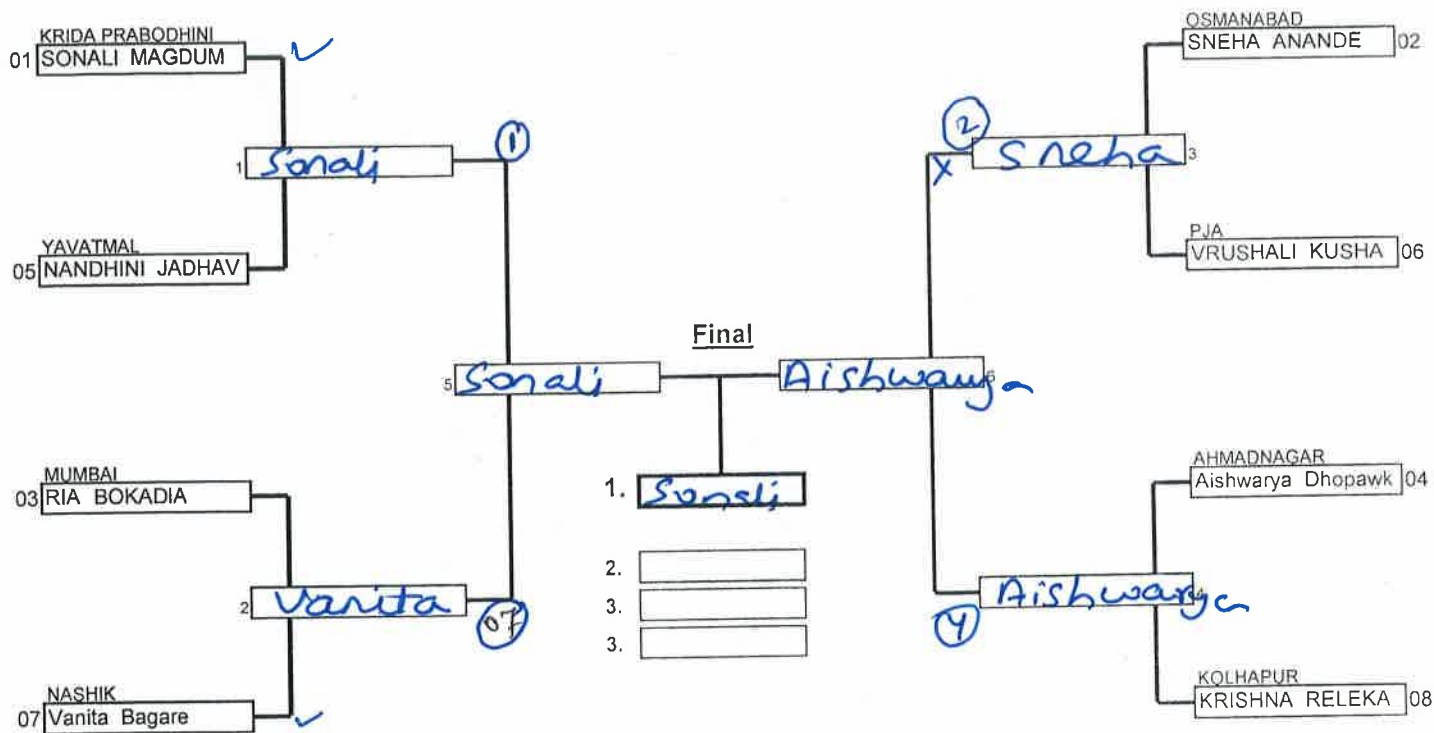 KRIDA PRABODHINI
01 SONALI MAGDUM
OSMANABAD
SNEHA ANANDE 02
1
2
1 Sonali
X Sneha 3
YAVATMAL
05 NANDHINI JADHAV
PJA
VRUSHALI KUSHA 06
Final
5 Sonali
Aishwarya 6
MUMBAI
03 RIA BOKADIA
AHMADNAGAR
Aishwarya Dhopawk 04
1. Sonali
2.
3.
3.
2 Vanita
07
4
Aishwarya 4
NASHIK
07 Vanita Bagare
KOLHAPUR
KRISHNA RELEKA 08